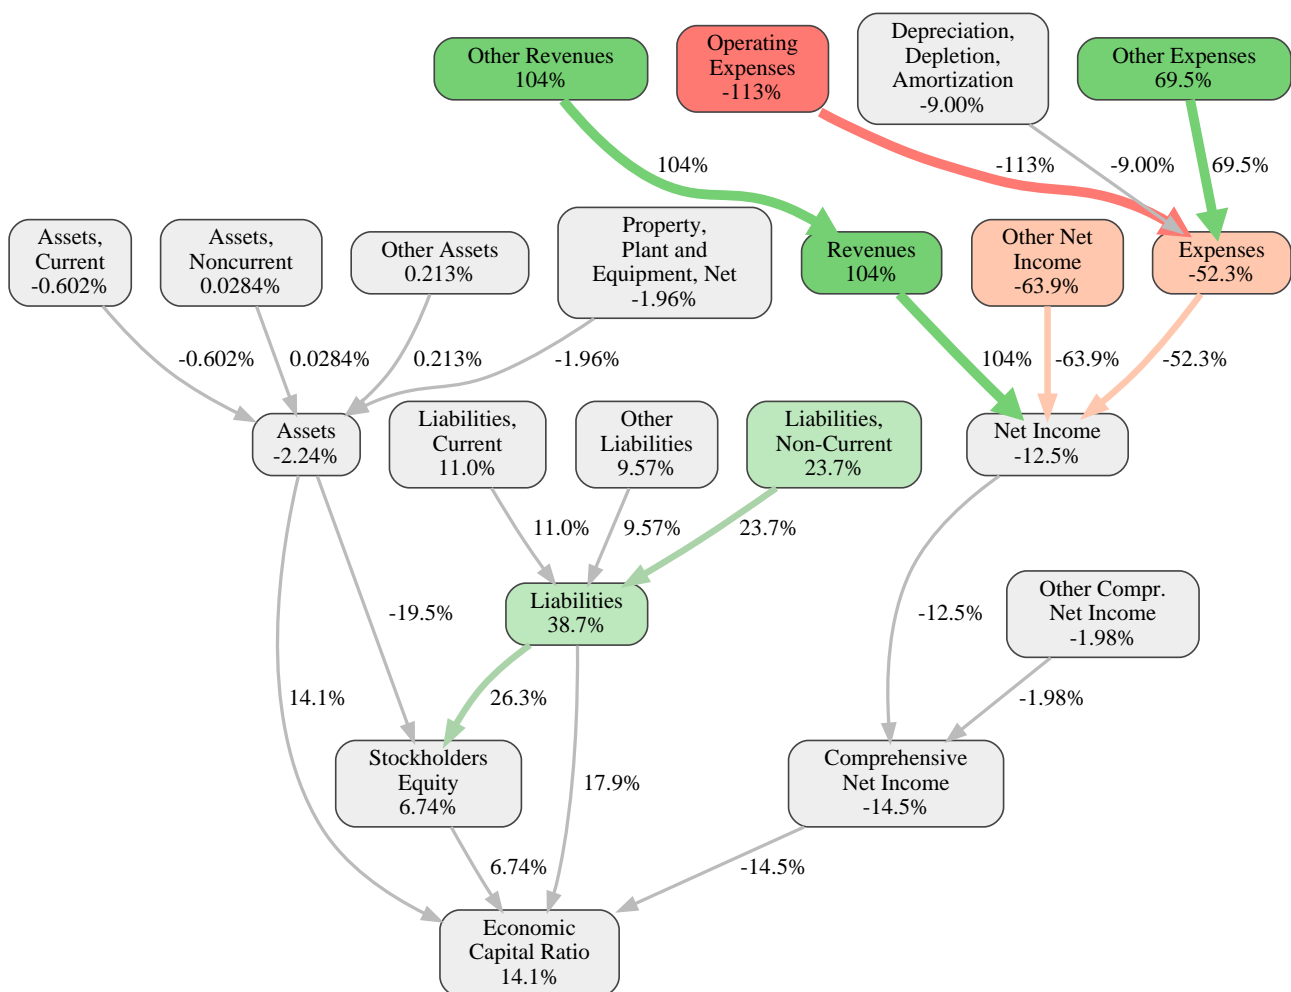 Other Revenues
104%
Operating
Expenses
-113%
Depreciation,
Depletion,
Amortization
-9.00%
Other Expenses
69.5%
104%
-113%
-9.00%
69.5%
Assets,
Current
-0.602%
Assets,
Noncurrent
0.0284%
Other Assets
0.213%
Property,
Plant and
Equipment, Net
-1.96%
Revenues
104%
Other Net
Income
-63.9%
Expenses
-52.3%
-0.602%
0.0284%
0.213%
-1.96%
104%
-63.9%
-52.3%
Assets
-2.24%
Liabilities,
Current
11.0%
Other
Liabilities
9.57%
Liabilities,
Non-Current
23.7%
Net Income
-12.5%
11.0%
9.57%
23.7%
Liabilities
38.7%
-19.5%
-12.5%
Other Compr.
Net Income
-1.98%
14.1%
26.3%
-1.98%
Stockholders
Equity
6.74%
17.9%
Comprehensive
Net Income
-14.5%
6.74%
-14.5%
Economic
Capital Ratio
14.1%